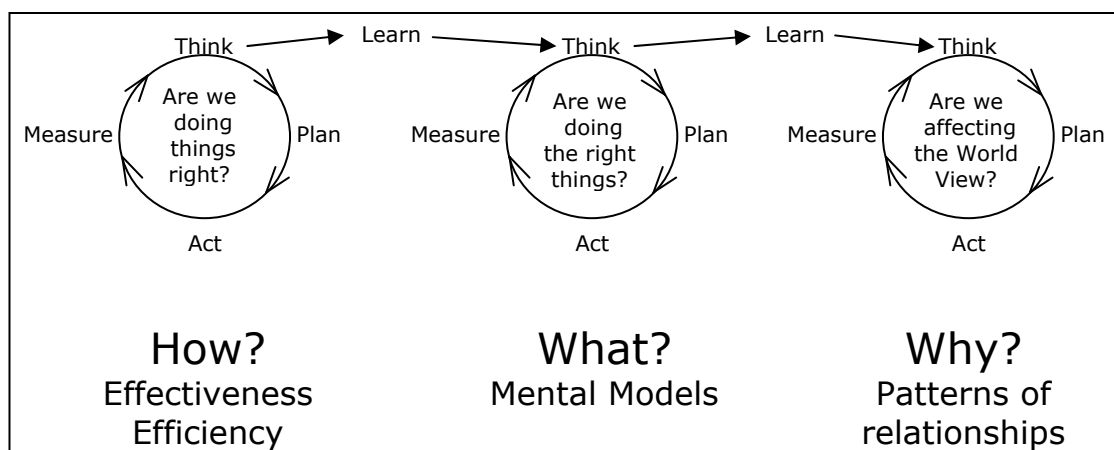 Think
Learn
Think
Learn
Think
Are we
doing
things
right?
Measure
Plan
Act
Are we
doing
the right
things?
Measure
Plan
Act
Are we
affecting
the World
View?
Measure
Plan
Act
How?
Effectiveness
Efficiency
What?
Mental Models
Why?
Patterns of
relationships